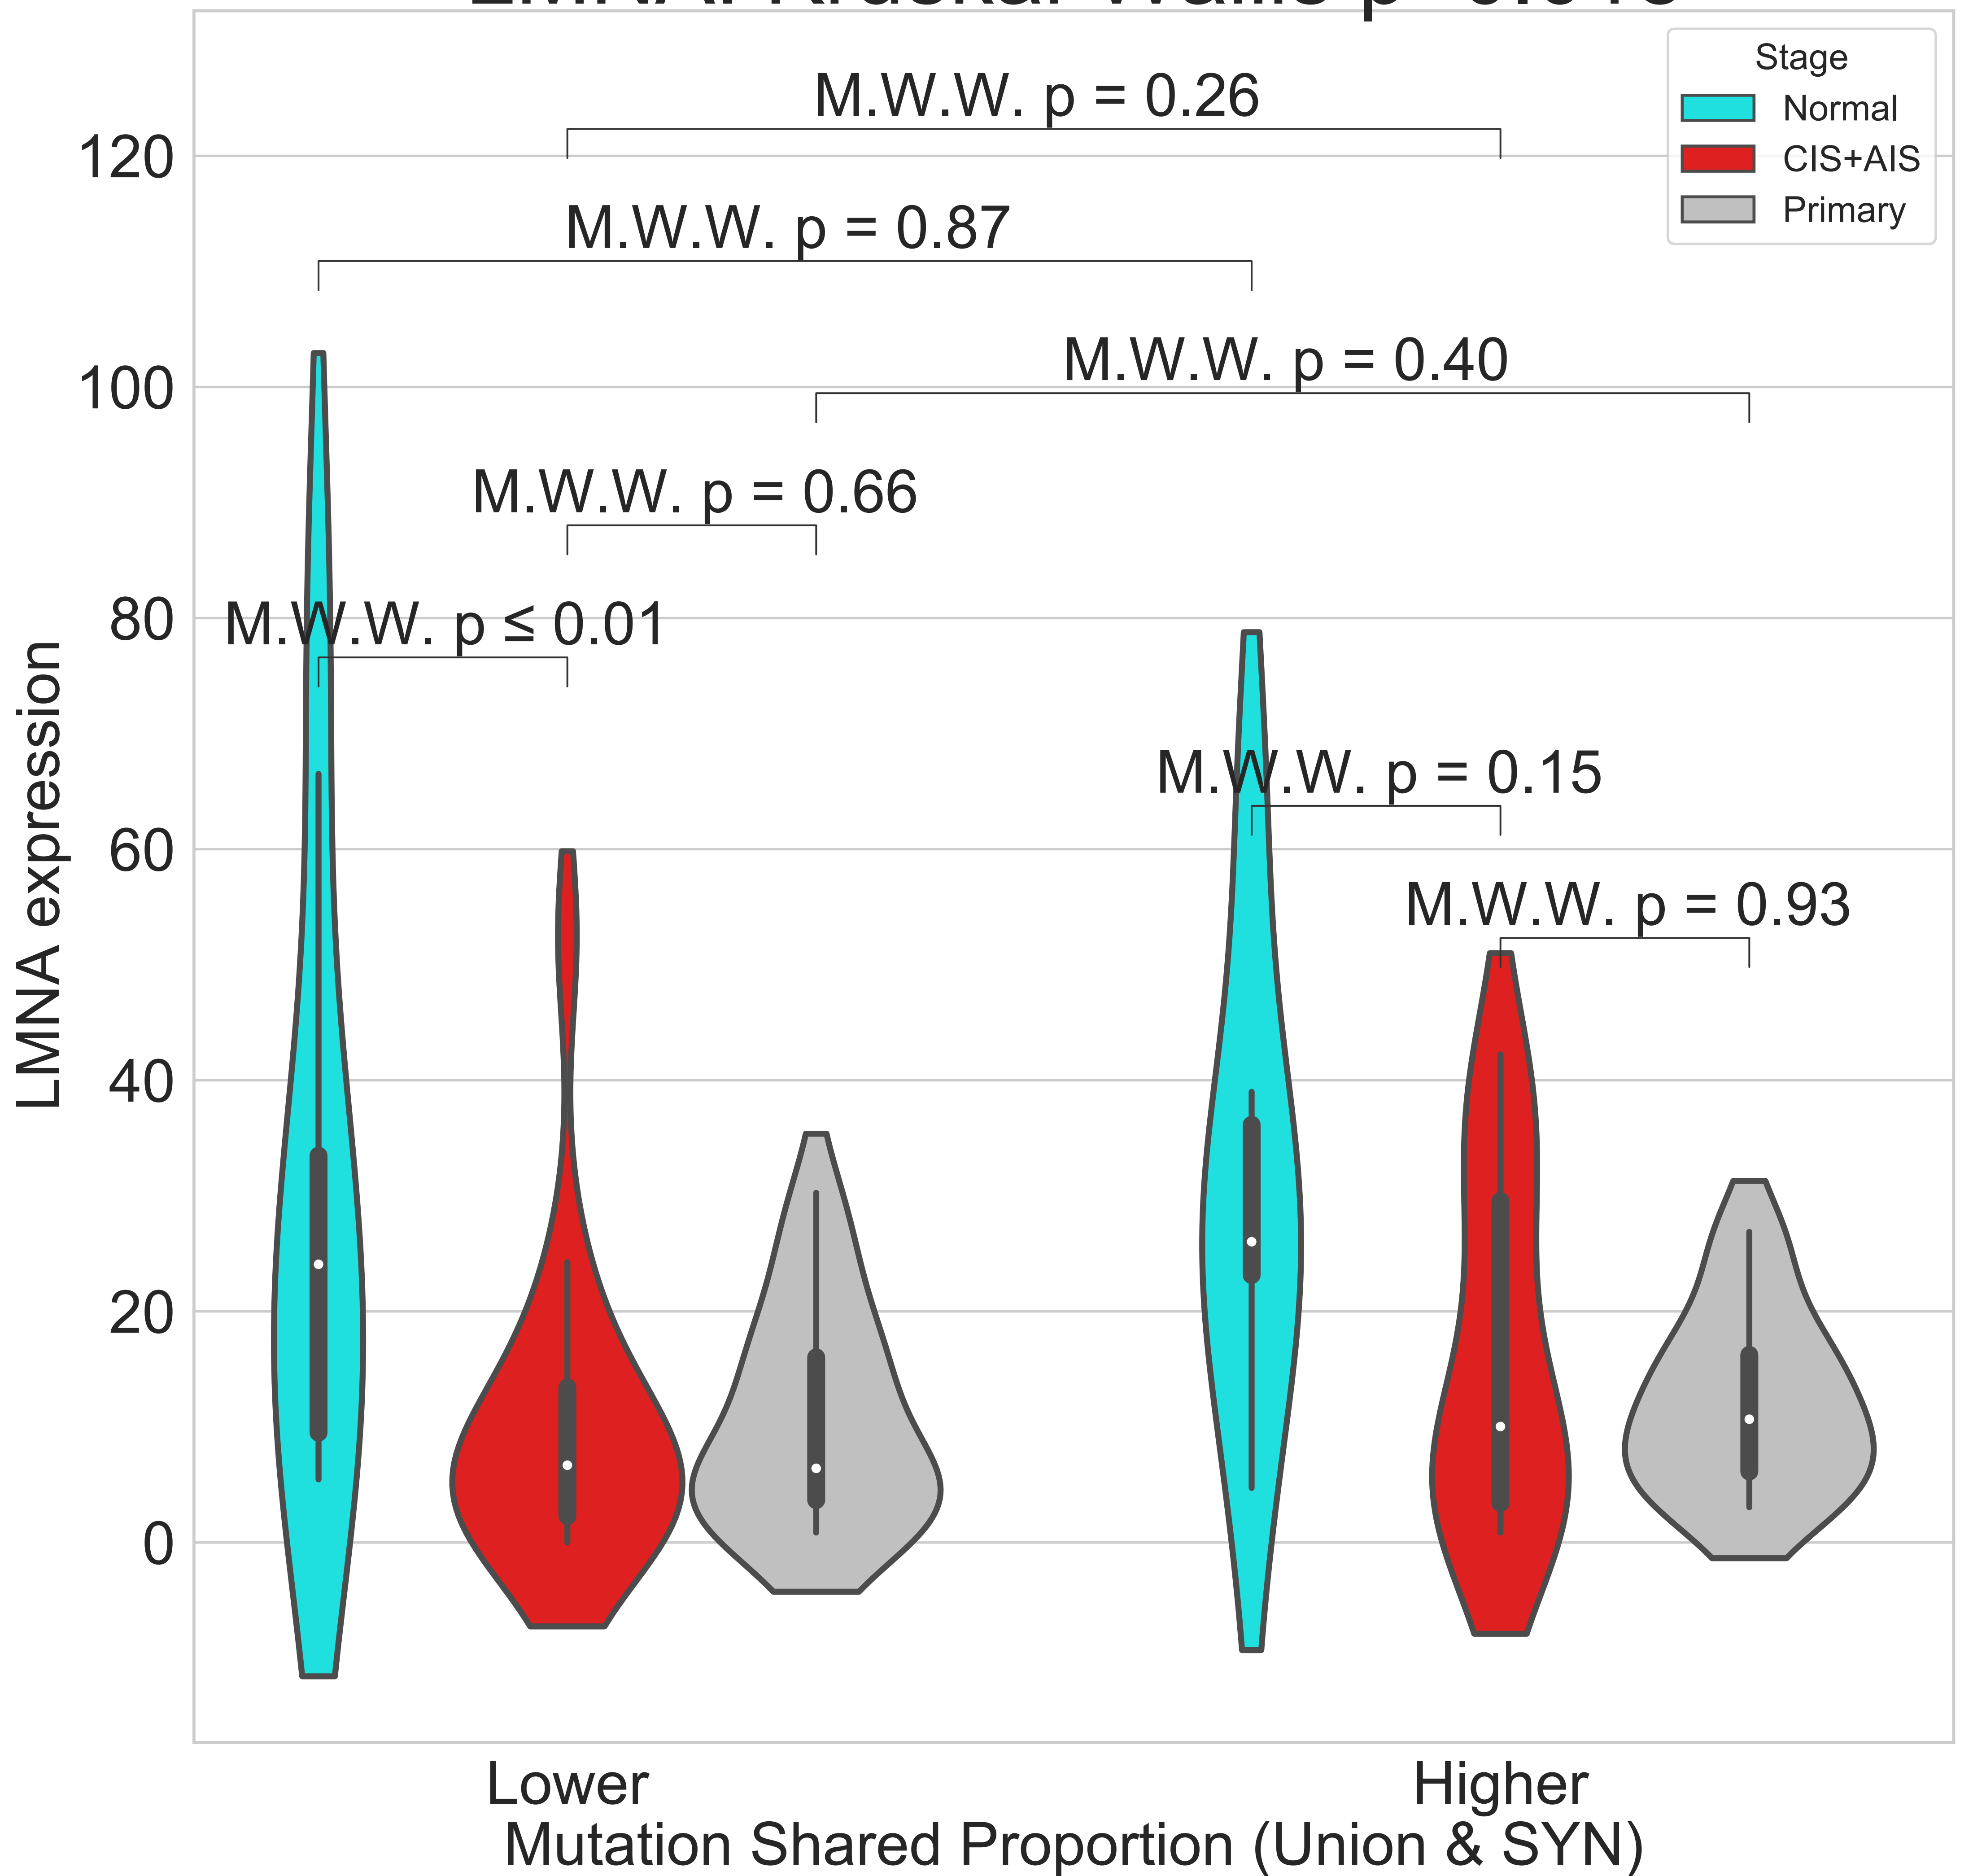 Stage
Normal
CIS+AIS
Primary
M.W.W. p = 0.26
M.W.W. p = 0.87
M.W.W. p = 0.40
M.W.W. p = 0.66
M.W.W. p ≤ 0.01
M.W.W. p = 0.15
M.W.W. p = 0.93
120
100
80
60
40
20
0
LMNA expression
Lower
Higher
Mutation Shared Proportion (Union & SYN)